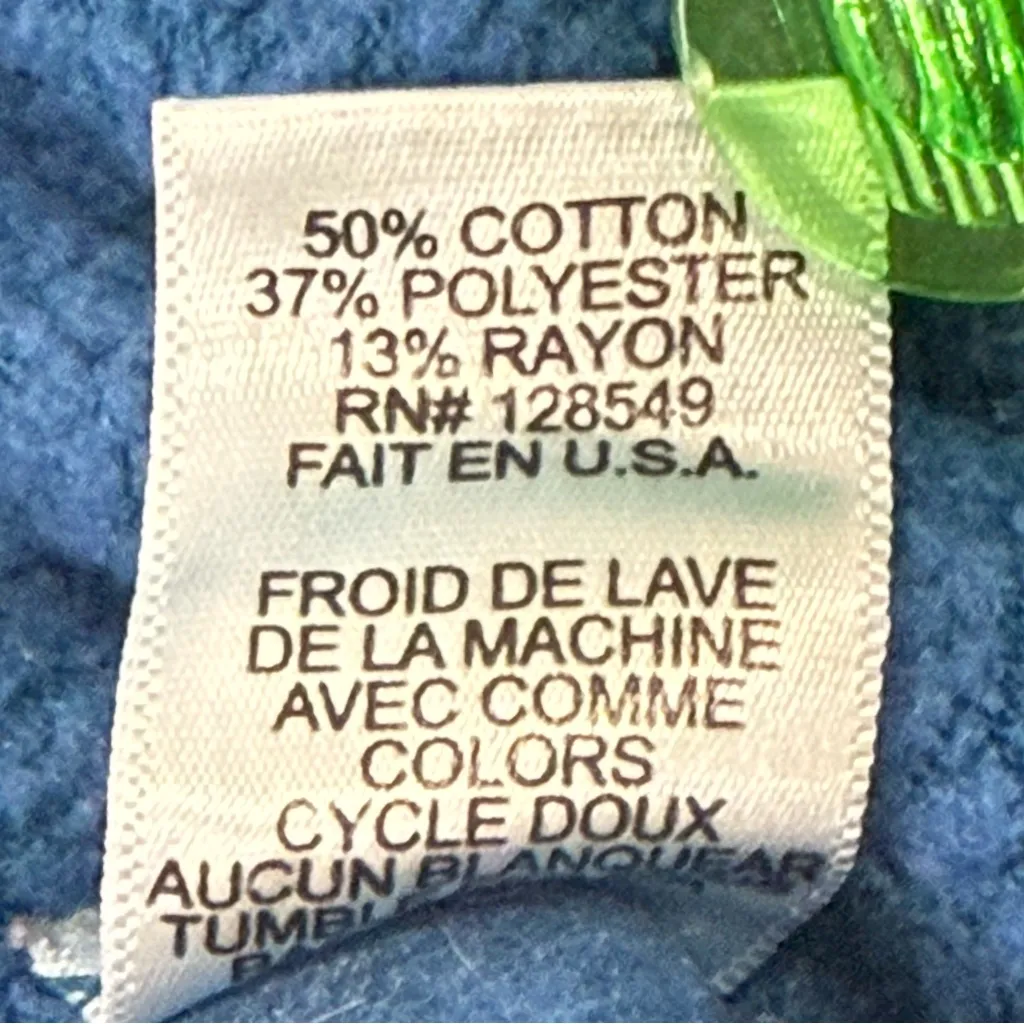 50% COTTON
37% POLYESTER
13% RAYON
RN# 128549
FAIT EN U.S.A.
FROID DE LAVE
DE LA MACHINE
AVEC COMME
COLORS
CYCLE DOUX
AUCUN BLANQUEAR